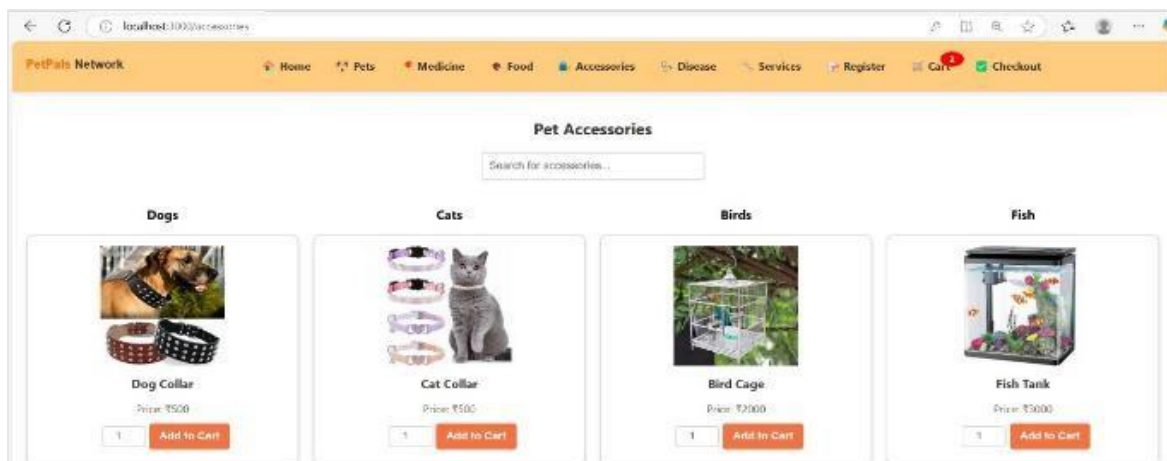 localhost:3000/accessories
PetPals Network Home Pets Medicine Food Accessories Disease Services Register Cart Checkout
Pet Accessories
Search for accessories...
Dogs Cats Birds Fish
Dog Collar Cat Collar Bird Cage Fish Tank
Price: ₹500 Price: ₹500 Price: ₹2000 Price: ₹3000
1 Add to Cart 1 Add to Cart 1 Add to Cart 1 Add to Cart